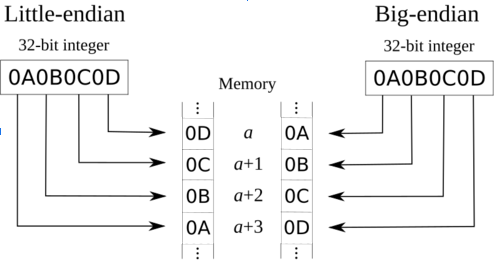 Little-endian
Big-endian
32-bit integer
32-bit integer
0A0B0C0D
0A0B0C0D
Memory
⋮ ⋮
0D a 0A
0C a+1 0B
0B a+2 0C
0A a+3 0D
⋮ ⋮